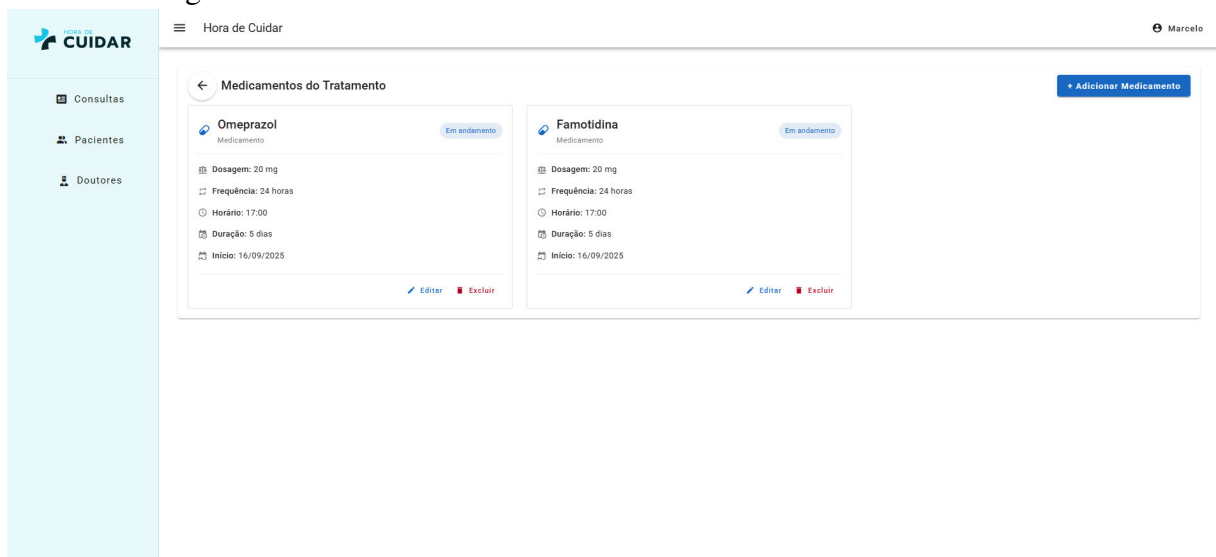 HORA DE
CUIDAR
Hora de Cuidar
Marcelo
Consultas
Pacientes
Doutores
Medicamentos do Tratamento
+ Adicionar Medicamento
Omeprazol
Medicamento
Em andamento
Dosagem: 20 mg
Frequência: 24 horas
Horário: 17:00
Duração: 5 dias
Início: 16/09/2025
Editar Excluir
Famotidina
Medicamento
Em andamento
Dosagem: 20 mg
Frequência: 24 horas
Horário: 17:00
Duração: 5 dias
Início: 16/09/2025
Editar Excluir